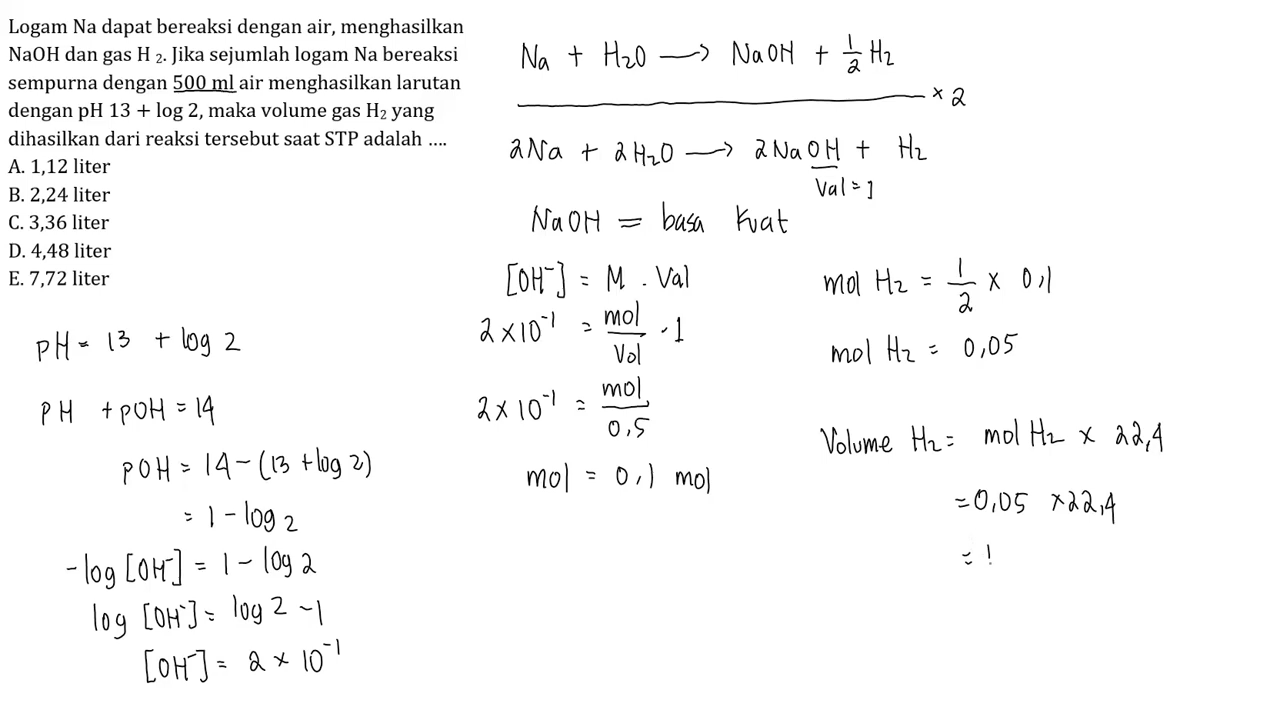 Logam Na dapat bereaksi dengan air, menghasilkan
NaOH dan gas H ₂. Jika sejumlah logam Na bereaksi
sempurna dengan 500 ml air menghasilkan larutan
dengan pH 13 + log 2, maka volume gas H₂ yang
dihasilkan dari reaksi tersebut saat STP adalah ....
A. 1,12 liter
B. 2,24 liter
C. 3,36 liter
D. 4,48 liter
E. 7,72 liter
pH = 13 + log 2
PH + pOH = 14
pOH = 14 - (13 + log 2)
= 1 - log 2
-log [OH⁻] = 1 - log 2
log [OH⁻] = log 2 - 1
[OH⁻] = 2 × 10⁻¹
Na + H₂O → NaOH + 1/2 H₂
× 2
2Na + 2H₂O → 2NaOH + H₂
Val = 1
NaOH = basa kuat
[OH⁻] = M . Val
2 × 10⁻¹ = mol/Vol . 1
2 × 10⁻¹ = mol/0,5
mol = 0,1 mol
mol H₂ = 1/2 × 0,1
mol H₂ = 0,05
Volume H₂ = mol H₂ × 22,4
= 0,05 × 22,4
=